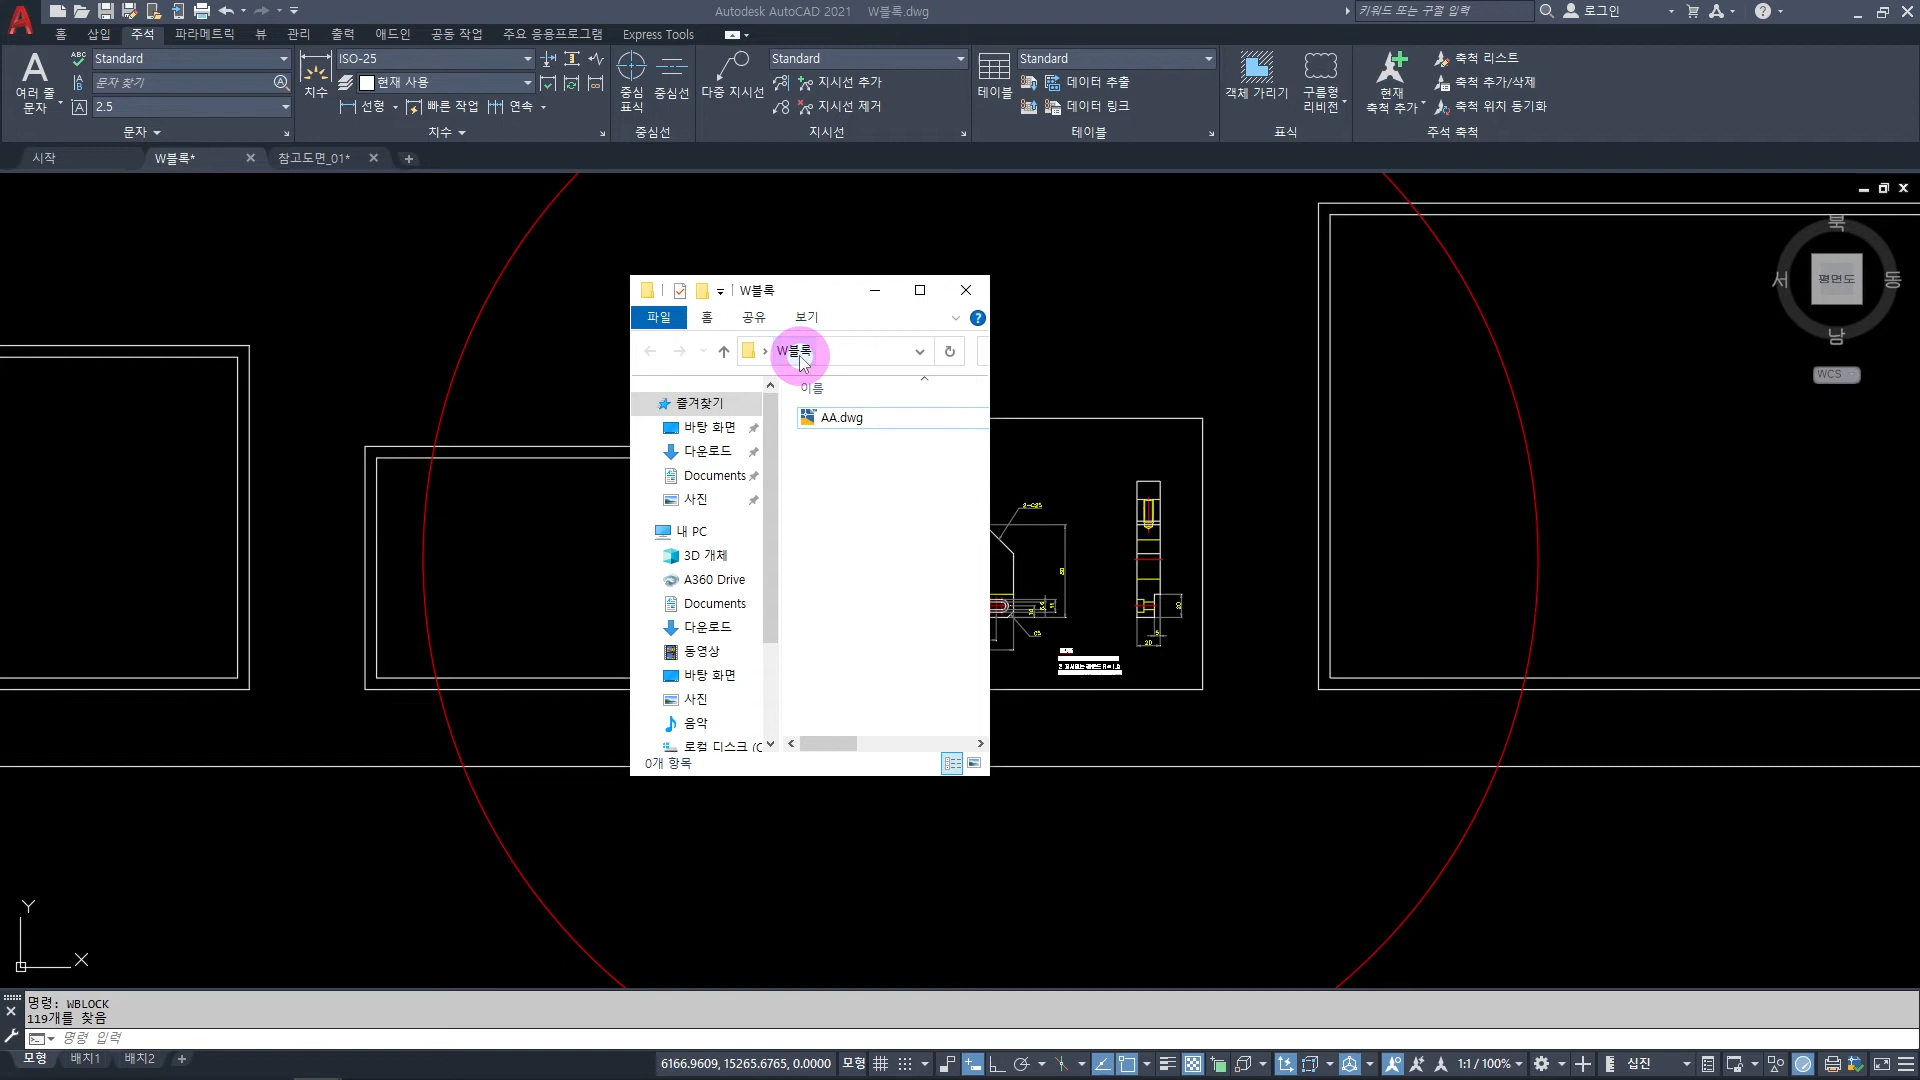 Autodesk AutoCAD 2021 W블록.dwg
키워드 또는 구절 입력
로그인
홈 삽입 주석 파라메트릭 뷰 관리 출력 애드인 공동 작업 주요 응용프로그램 Express Tools
여러 줄
문자
Standard
문자 찾기
2.5
문자
치수
ISO-25
현재 사용
선형 빠른 작업 연속
치수
중심
표식
중심선
중심선
다중 지시선
Standard
지시선 추가
지시선 제거
지시선
테이블
Standard
데이터 추출
데이터 링크
테이블
객체 가리기
구름형
리비전
표식
현재
축척 추가
축척 리스트
축척 추가/삭제
축척 위치 동기화
주석 축척
시작 W블록* 참고도면_01*
북
서 평면도 동
남
WCS
W블록
파일 홈 공유 보기
W블록
이름
AA.dwg
즐겨찾기
바탕 화면
다운로드
Documents
사진
내 PC
3D 개체
A360 Drive
Documents
다운로드
동영상
바탕 화면
사진
음악
로컬 디스크 (C
0개 항목
2-C25
C5
20
Y
X
명령: WBLOCK
119개를 찾음
명령 입력
모형 배치1 배치2
6166.9609, 15265.6765, 0.0000 모형 1:1 / 100% 십진